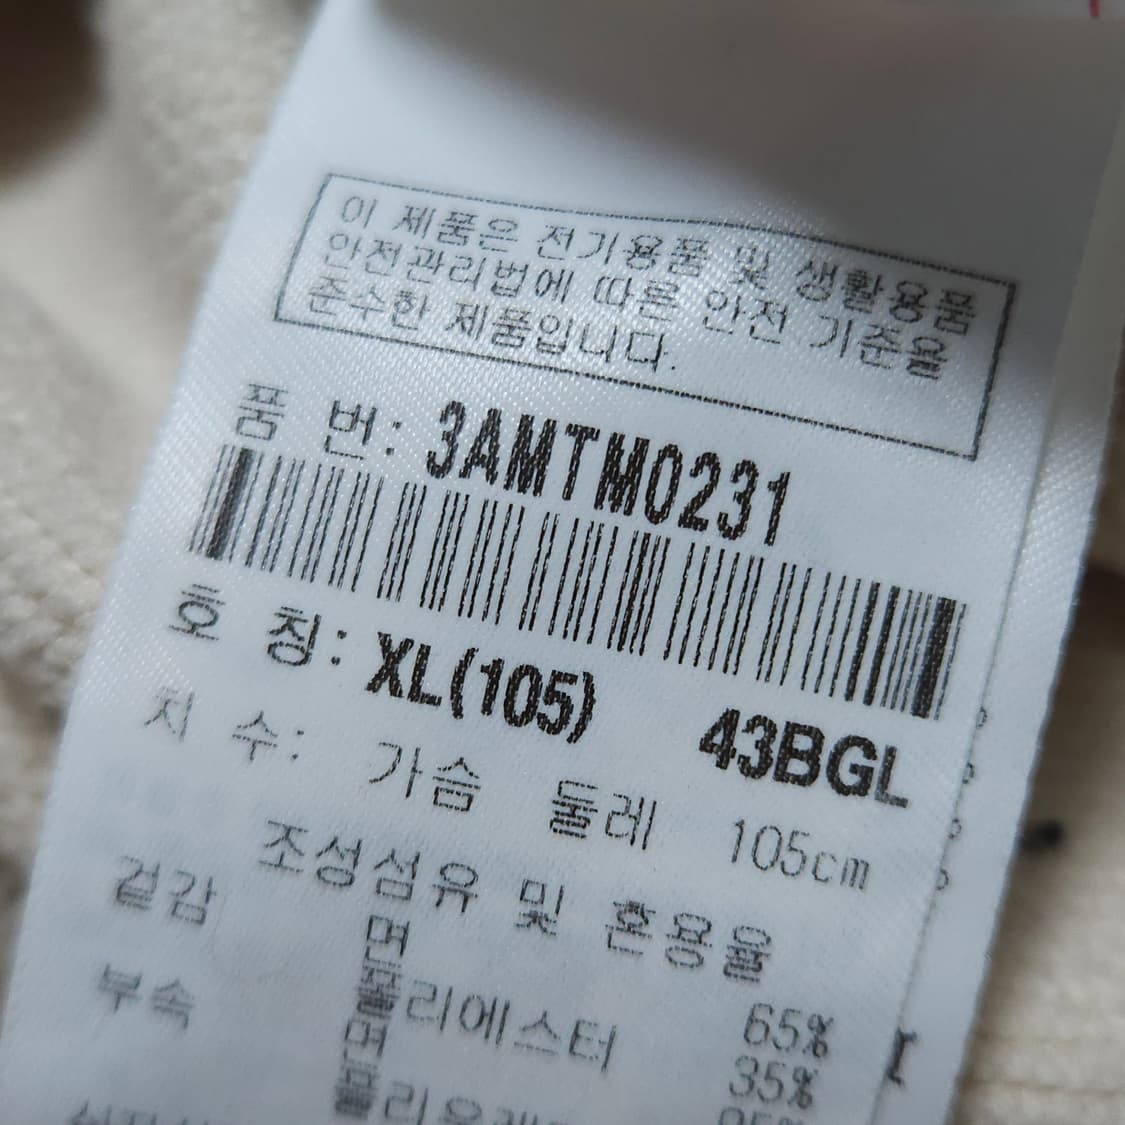 이 제품은 전기용품 및 생활용품
안전관리법에 따른 안전 기준을
준수한 제품입니다.
품 번: 3AMTM0231
호 칭: XL(105) 43BGL
치 수: 가슴 둘레 105cm
조성섬유 및 혼용율
겉감 면 65%
폴리에스터 35%
부속 면 95%